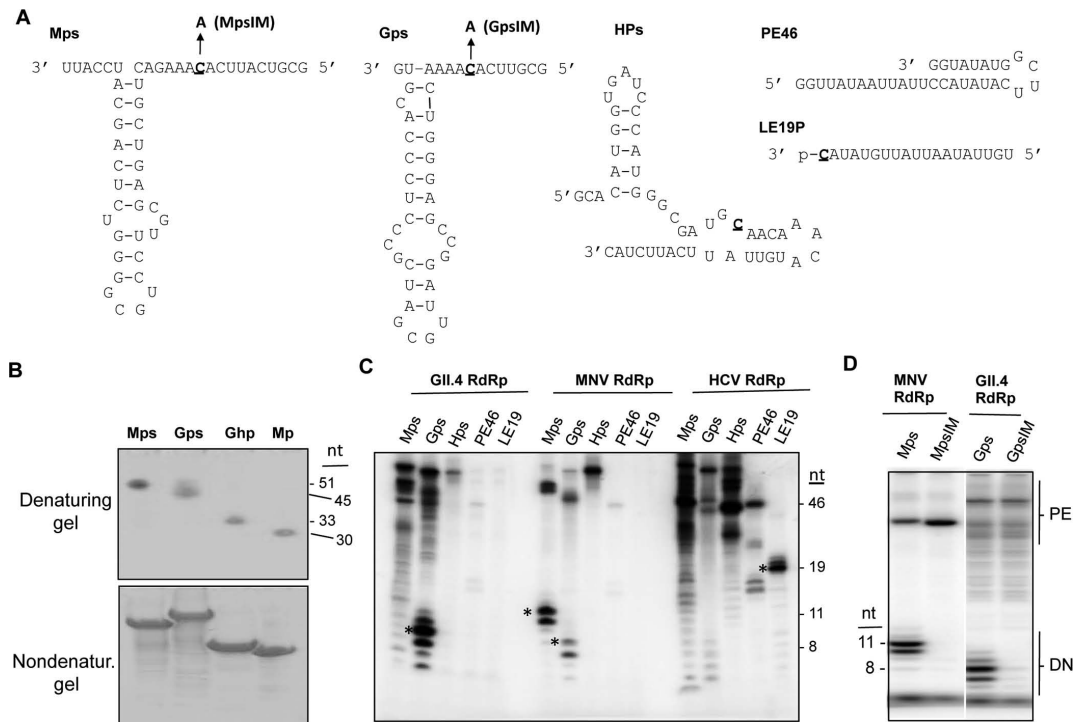 A
Mps
A (MpsIM)
3' UUACCU CAGAAACACUUACUGCG 5'
Gps
A (GpsIM)
3' GU–AAAACACUUGCG 5'
HPs
5'GCA
3'CAUCUUACU
PE46
3' GGUAUAUG
5' GGUUAUAAUUAUUCCAUAUAC
LE19P
3' p-CAUAUGUUAUUAAUAUUGU 5'
B
Mps Gps Ghp Mp
nt
Denaturing gel
51
45
33
30
Nondenatur. gel
C
GII.4 RdRp MNV RdRp HCV RdRp
Mps Gps Hps PE46 LE19 Mps Gps Hps PE46 LE19 Mps Gps Hps PE46 LE19
nt
46
* 19
* 11
* * 8
D
MNV RdRp GII.4 RdRp
Mps MpsIM Gps GpsIM
PE
nt
11
8
DN